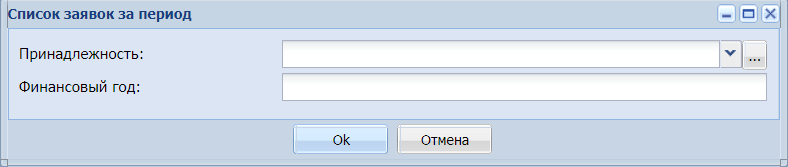 Список заявок за период
Принадлежность:
...
Финансовый год:
Ok Отмена